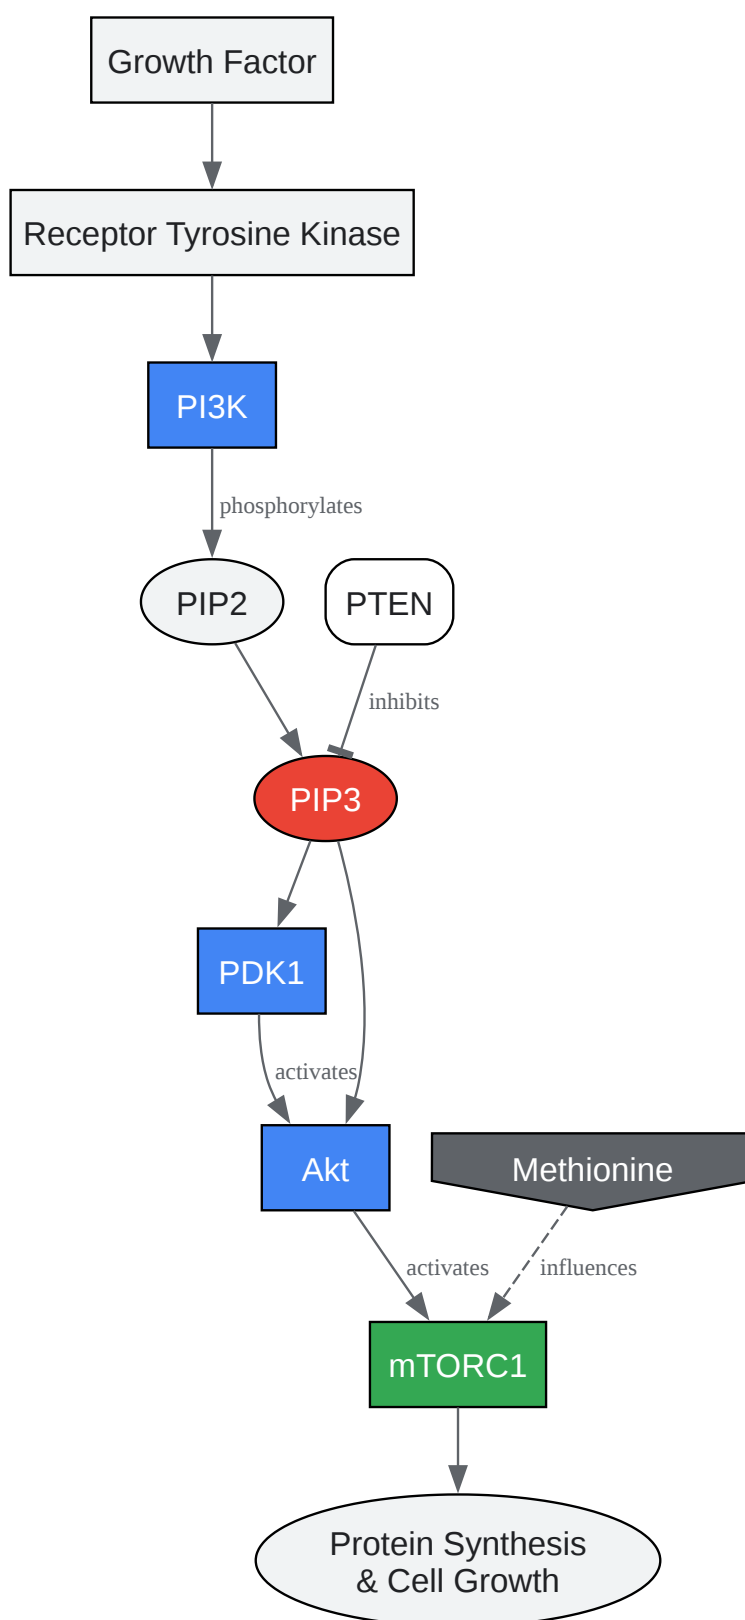 Growth Factor
Receptor Tyrosine Kinase
PI3K
phosphorylates
PIP2
PTEN
inhibits
PIP3
PDK1
activates
Akt
Methionine
activates
influences
mTORC1
Protein Synthesis
& Cell Growth